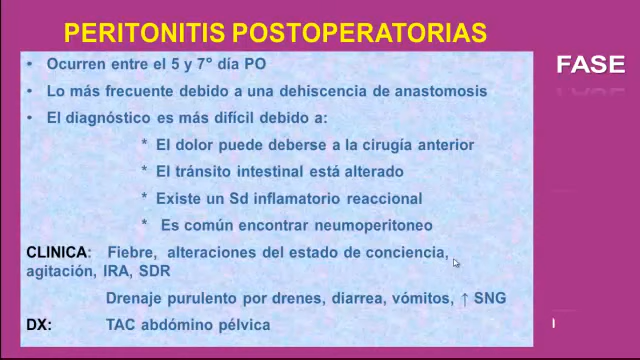 PERITONITIS POSTOPERATORIAS
• Ocurren entre el 5 y 7° día PO
• Lo más frecuente debido a una dehiscencia de anastomosis
• El diagnóstico es más difícil debido a:
* El dolor puede deberse a la cirugía anterior
* El tránsito intestinal está alterado
* Existe un Sd inflamatorio reaccional
* Es común encontrar neumoperitoneo
CLINICA: Fiebre, alteraciones del estado de conciencia,
agitación, IRA, SDR
Drenaje purulento por drenes, diarrea, vómitos, ↑ SNG
DX: TAC abdómino pélvica
FASE